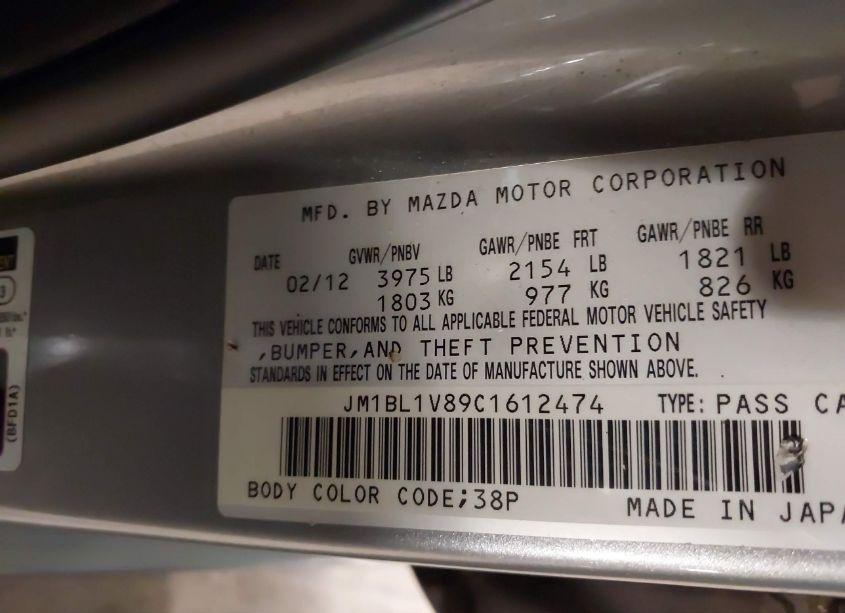 MFD. BY MAZDA MOTOR CORPORATION
DATE GVWR/PNBV GAWR/PNBE FRT GAWR/PNBE RR
02/12 3975 LB 2154 LB 1821 LB
1803 KG 977 KG 826 KG
THIS VEHICLE CONFORMS TO ALL APPLICABLE FEDERAL MOTOR VEHICLE SAFETY
,BUMPER,AND THEFT PREVENTION
STANDARDS IN EFFECT ON THE DATE OF MANUFACTURE SHOWN ABOVE.
JM1BL1V89C1612474 TYPE: PASS CA
BODY COLOR CODE;38P MADE IN JAPA
(BFD1A)